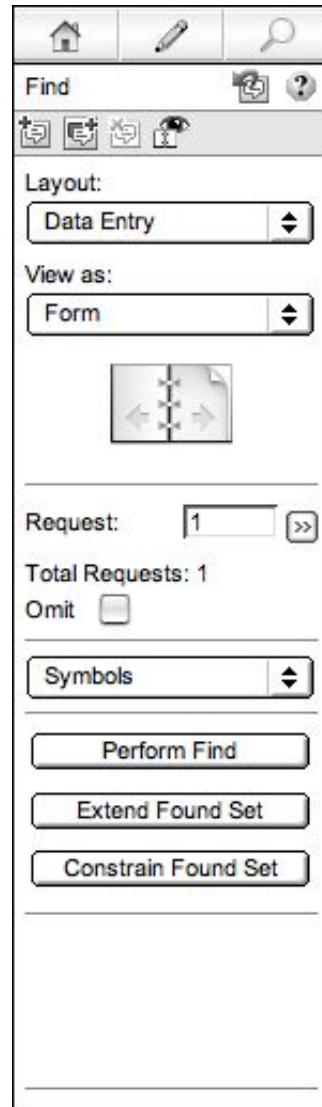 Find
?
Layout:
Data Entry
View as:
Form
Request: 1 >>
Total Requests: 1
Omit
Symbols
Perform Find
Extend Found Set
Constrain Found Set